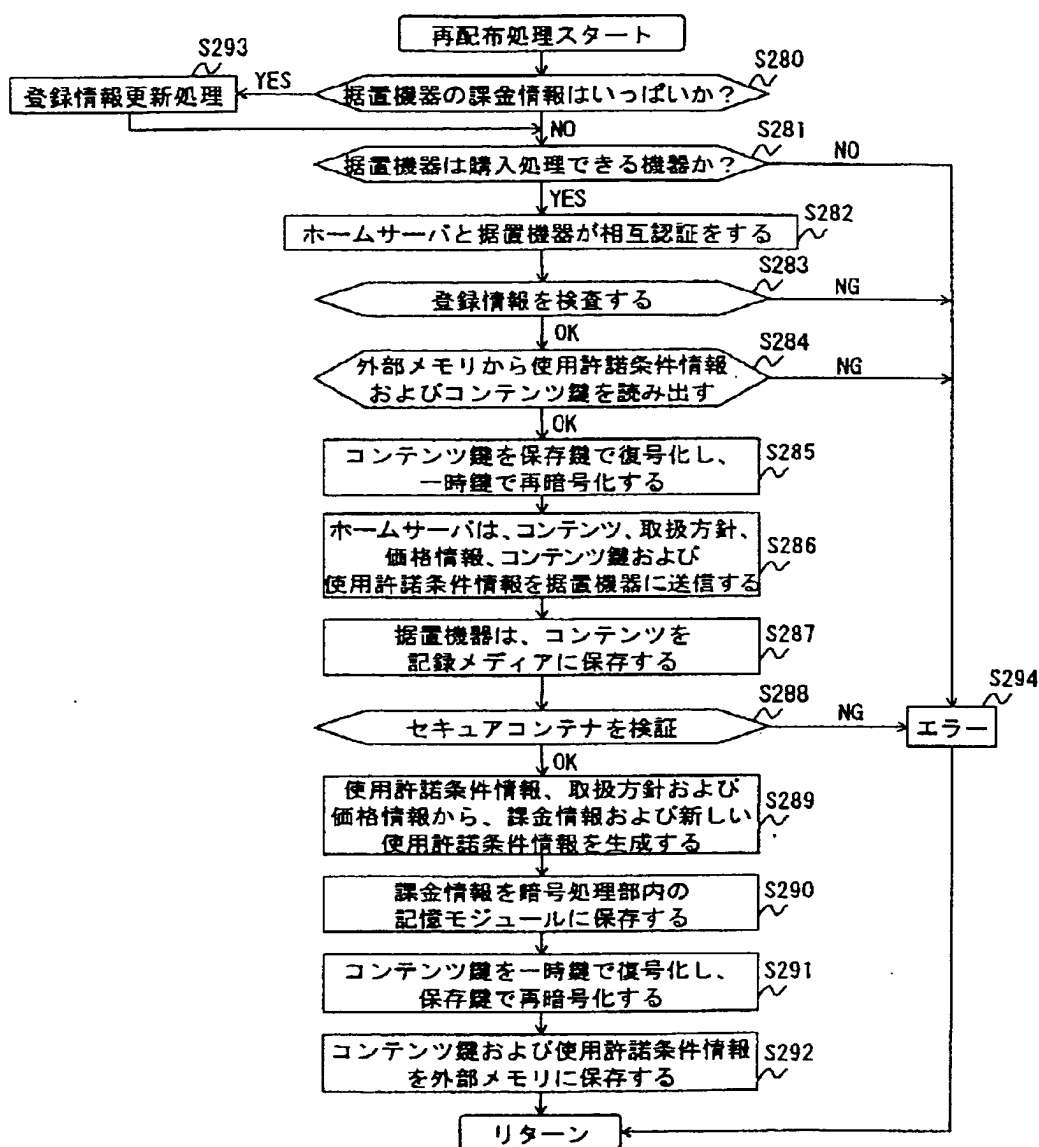 再配布処理スタート
S293
S280
登録情報更新処理
YES
据置機器の課金情報はいっぱいか?
NO
S281
据置機器は購入処理できる機器か?
NO
YES
S282
ホームサーバと据置機器が相互認証をする
S283
登録情報を検査する
NG
OK
S284
外部メモリから使用許諾条件情報
およびコンテンツ鍵を読み出す
NG
OK
コンテンツ鍵を保存鍵で復号化し、
一時鍵で再暗号化する
S285
ホームサーバは、コンテンツ、取扱方針、
価格情報、コンテンツ鍵および
使用許諾条件情報を据置機器に送信する
S286
据置機器は、コンテンツを
記録メディアに保存する
S287
S288
セキュアコンテナを検証
NG
S294
エラー
OK
使用許諾条件情報、取扱方針および
価格情報から、課金情報および新しい
使用許諾条件情報を生成する
S289
課金情報を暗号処理部内の
記憶モジュールに保存する
S290
コンテンツ鍵を一時鍵で復号化し、
保存鍵で再暗号化する
S291
コンテンツ鍵および使用許諾条件情報
を外部メモリに保存する
S292
リターン